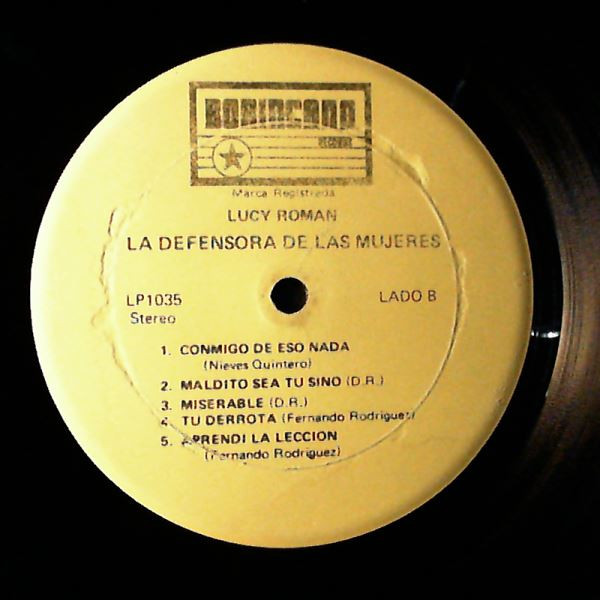 BORINCANO
Marca Registrada
LUCY ROMAN
LA DEFENSORA DE LAS MUJERES
LP1035
LADO B
Stereo
1. CONMIGO DE ESO NADA
(Nieves Quintero)
2. MALDITO SEA TU SINO (D.R.)
3. MISERABLE (D.R.)
4. TU DERROTA (Fernando Rodriguez)
5. APRENDI LA LECCION
(Fernando Rodriguez)